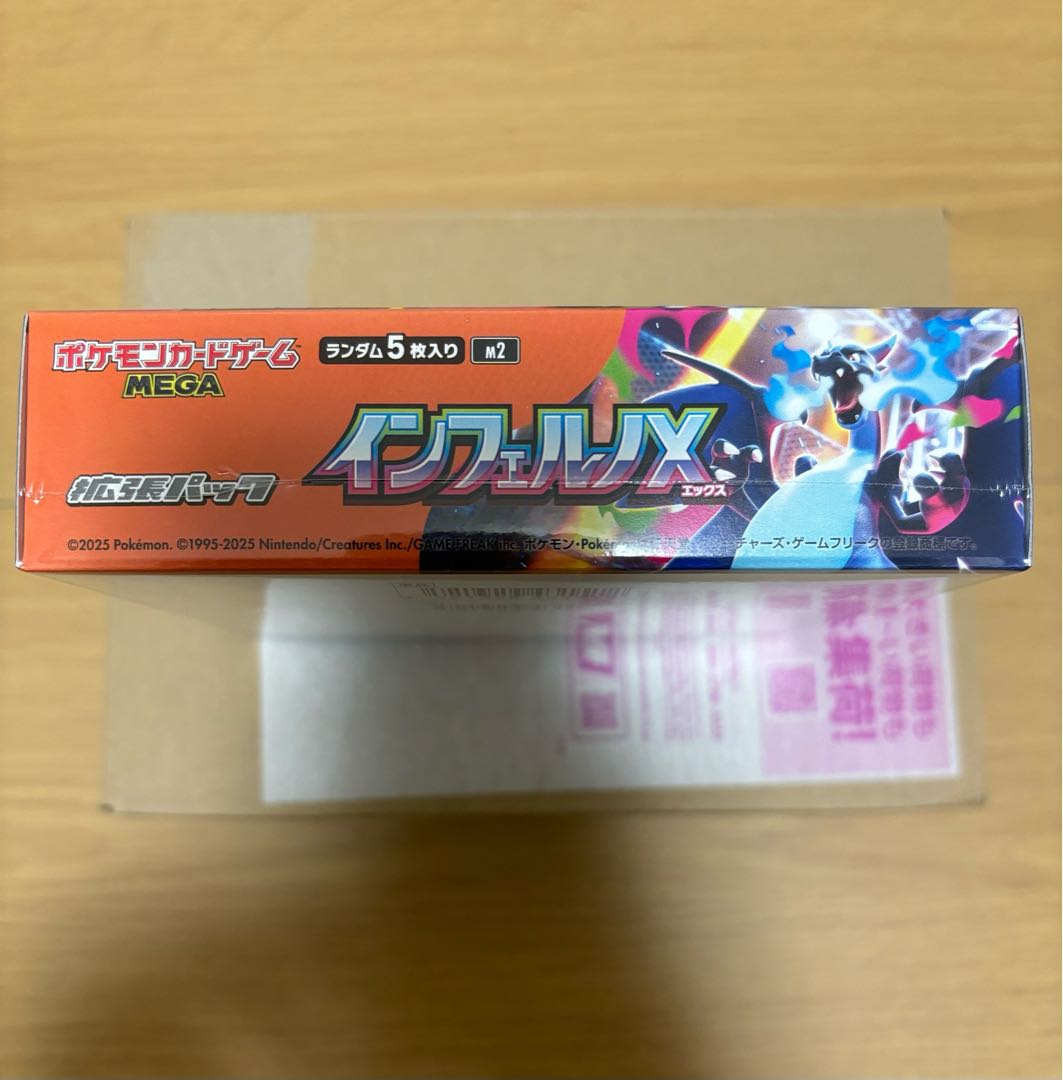 ポケモンカードゲーム
MEGA
ランダム5枚入り
M2
インフェルノX
エックス
拡張パック
©2025 Pokémon. ©1995-2025 Nintendo/Creatures Inc./GAME FREAK inc. ポケモン・Poké チャーズ・ゲームフリークの登録商標です。
集荷!